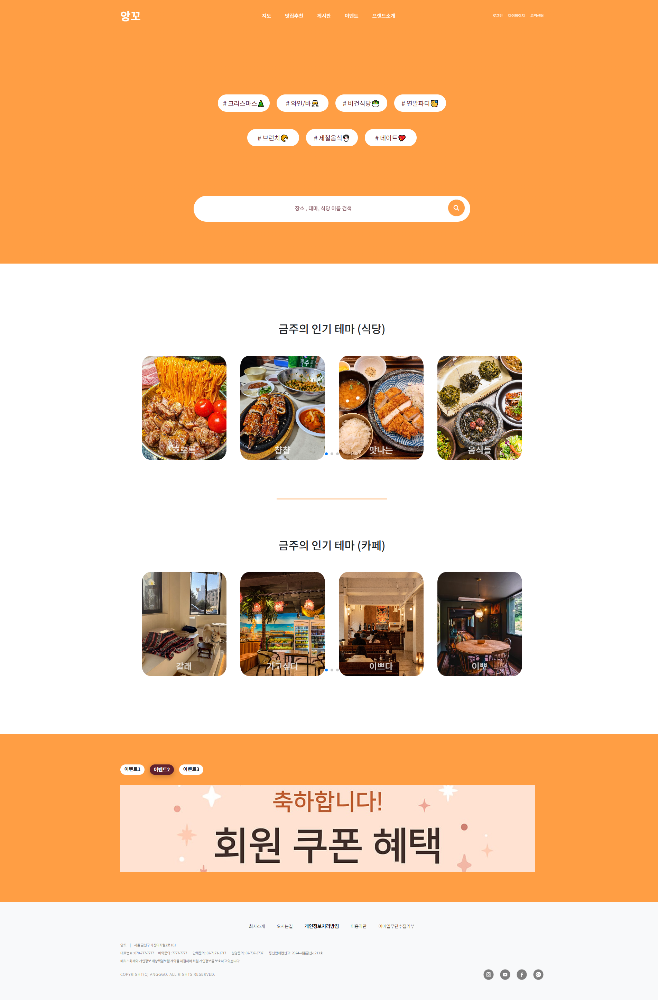 앙꼬
지도 맛집추천 게시판 이벤트 브랜드소개
로그인 마이페이지 고객센터
# 크리스마스🎄 # 와인/바🥂 # 비건식당🥗 # 연말파티🥳
# 브런치🥐 # 제철음식⛄ # 데이트💘
장소 , 테마, 식당 이름 검색
금주의 인기 테마 (식당)
호로록 챱챱 맛나는 음식들
금주의 인기 테마 (카페)
갈래 가고싶다 이쁘다 이뽀
이벤트1 이벤트2 이벤트3
축하합니다!
회원 쿠폰 혜택
회사소개 오시는길 개인정보처리방침 이용약관 이메일무단수집거부
앙꼬 | 서울 금천구 가산디지털2로 101
대표번호 : 070-777-7777 예약문의 : 7777-7777 단체문의 : 02-7171-1717 분양문의 : 02-737-3737 통신판매업신고 : 2024-서울금천-1213호
메리츠화재와 개인정보 배상책임보험 계약을 체결하여 회원 개인정보를 보호하고 있습니다.
COPYRIGHT(C) ANGGGO. ALL RIGHTS RESERVED.
Ch